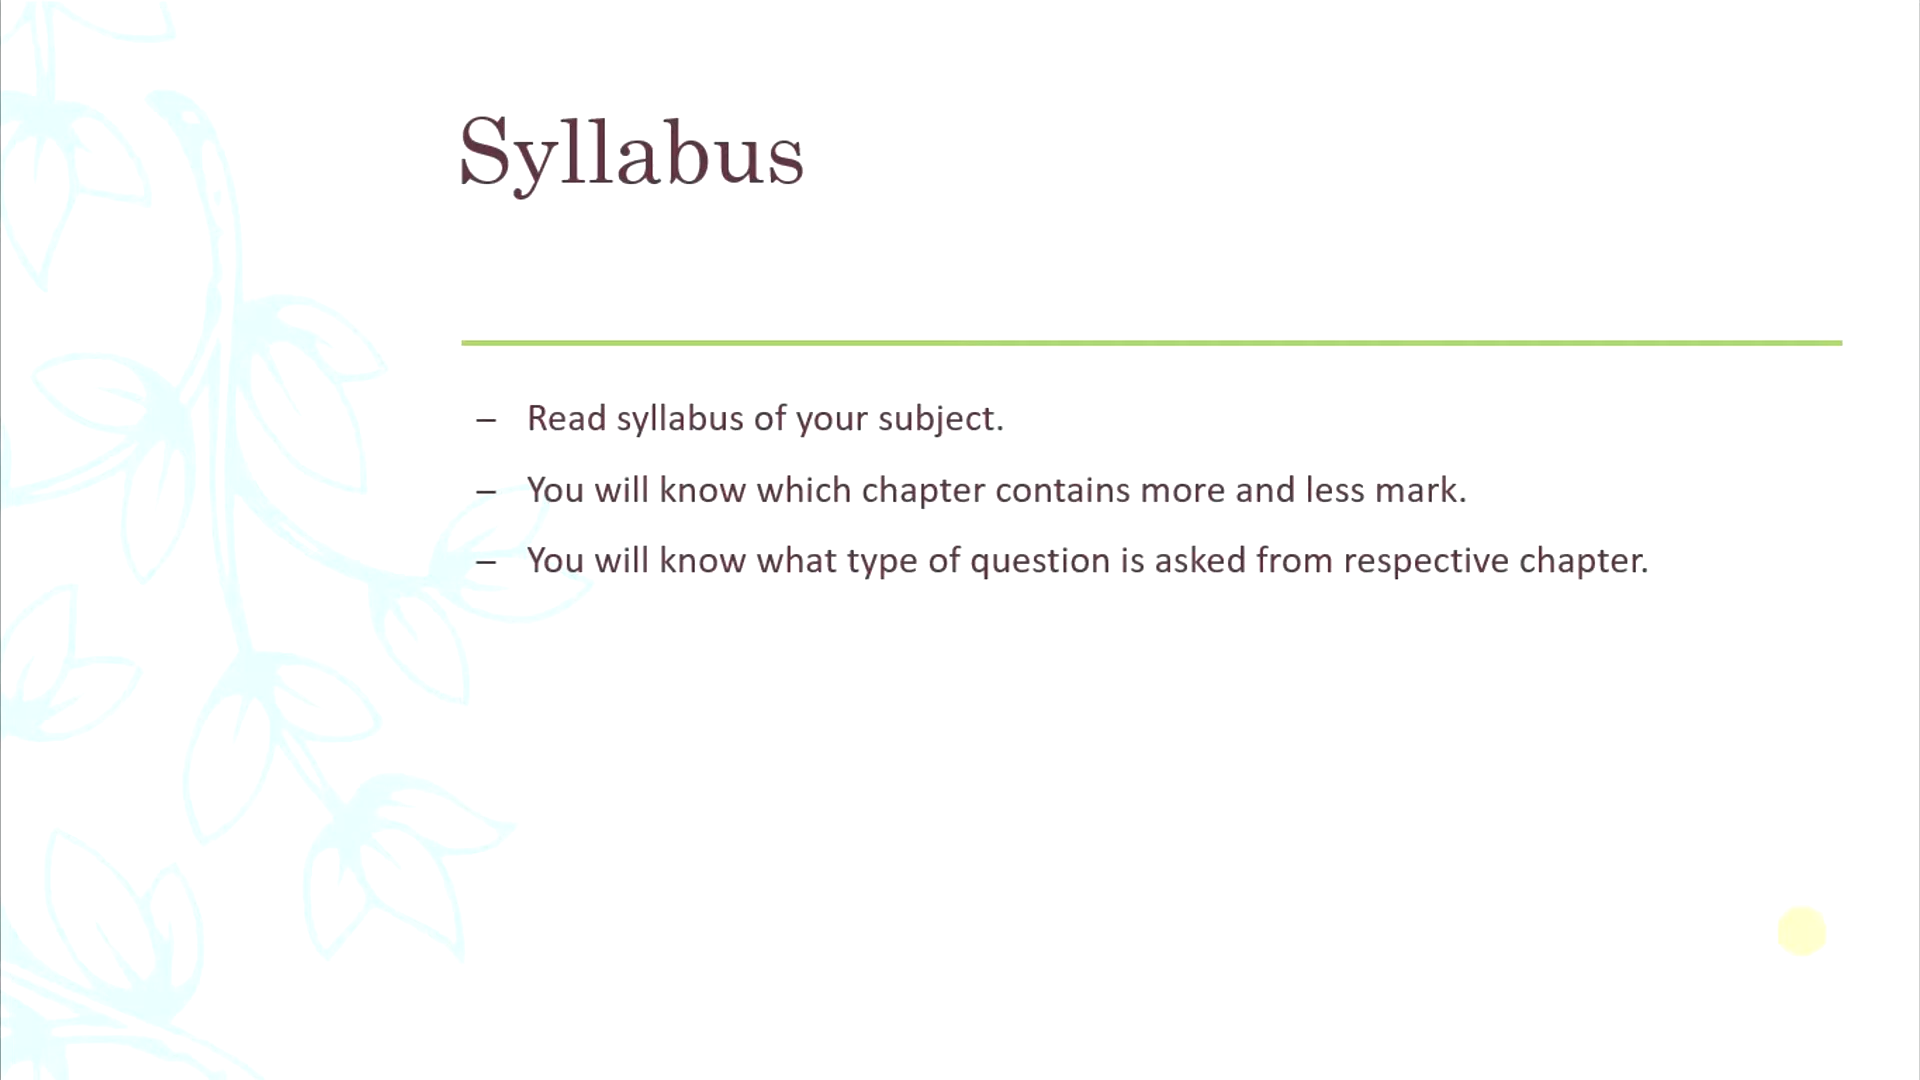 Syllabus
– Read syllabus of your subject.
– You will know which chapter contains more and less mark.
– You will know what type of question is asked from respective chapter.